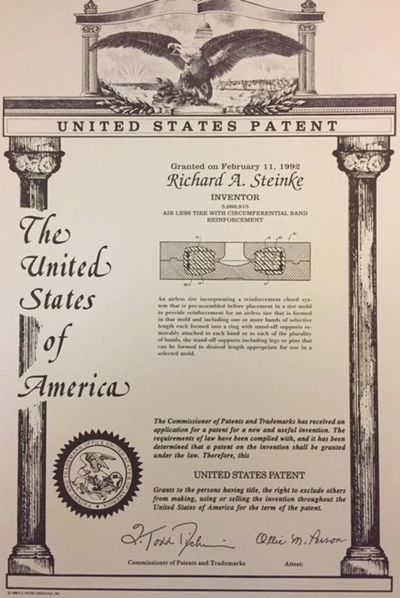 UNITED STATES PATENT
Granted on February 11, 1992
Richard A. Steinke
INVENTOR
5,086,815
AIR LESS TIRE WITH CIRCUMFERENTIAL BAND
REINFORCEMENT
The
United
States
of
America
An airless tire incorporating a reinforcement chord sys-
tem that is pre-assembled before placement in a tire mold
to provide reinforcement for an airless tire that is formed
in that mold and including one or more bands of selective
length each formed into a ring with stand-off supports re-
movably attached to each band or to each of the plurality
of bands, the stand-off supports including legs or pins that
can be formed to desired length appropriate for use in a
selected mold.
The Commissioner of Patents and Trademarks has received an
application for a patent for a new and useful invention. The
requirements of law have been complied with, and it has been
determined that a patent on the invention shall be granted
under the law. Therefore, this
UNITED STATES PATENT
Grants to the persons having title, the right to exclude others
from making, using or selling the invention throughout the
United States of America for the term of the patent.
Ollie M. Person
Commissioner of Patents and Trademarks
Attest: